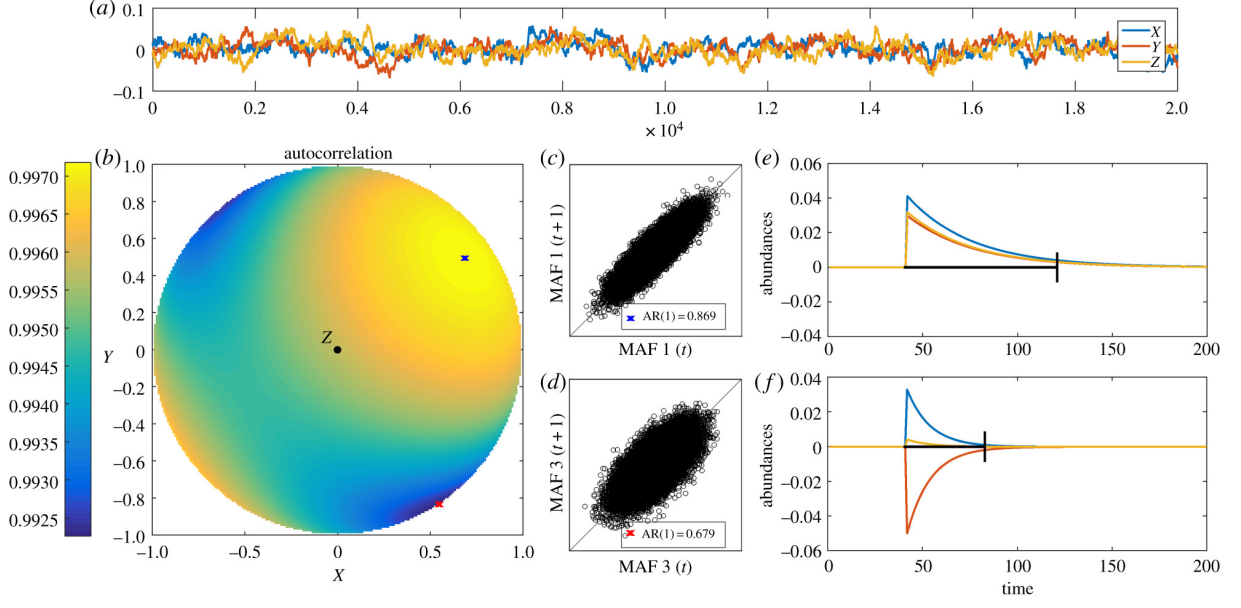 (a)
0.1
0
−0.1
X
Y
Z
0 0.2 0.4 0.6 0.8 1.0 1.2 1.4 1.6 1.8 2.0
× 10⁴
(b) autocorrelation
0.9970
0.9965
0.9960
0.9955
0.9950
0.9945
0.9940
0.9935
0.9930
0.9925
1.0
0.8
0.6
0.4
0.2
Y 0
−0.2
−0.4
−0.6
−0.8
−1.0
Z
−1.0 −0.5 0 0.5 1.0
X
(c)
MAF 1 (t + 1)
AR(1) = 0.869
MAF 1 (t)
(d)
MAF 3 (t + 1)
AR(1) = 0.679
MAF 3 (t)
(e)
abundances
0.06
0.04
0.02
0
−0.02
−0.04
0 50 100 150 200
(f)
abundances
0.04
0.02
0
−0.02
−0.04
−0.06
0 50 100 150 200
time